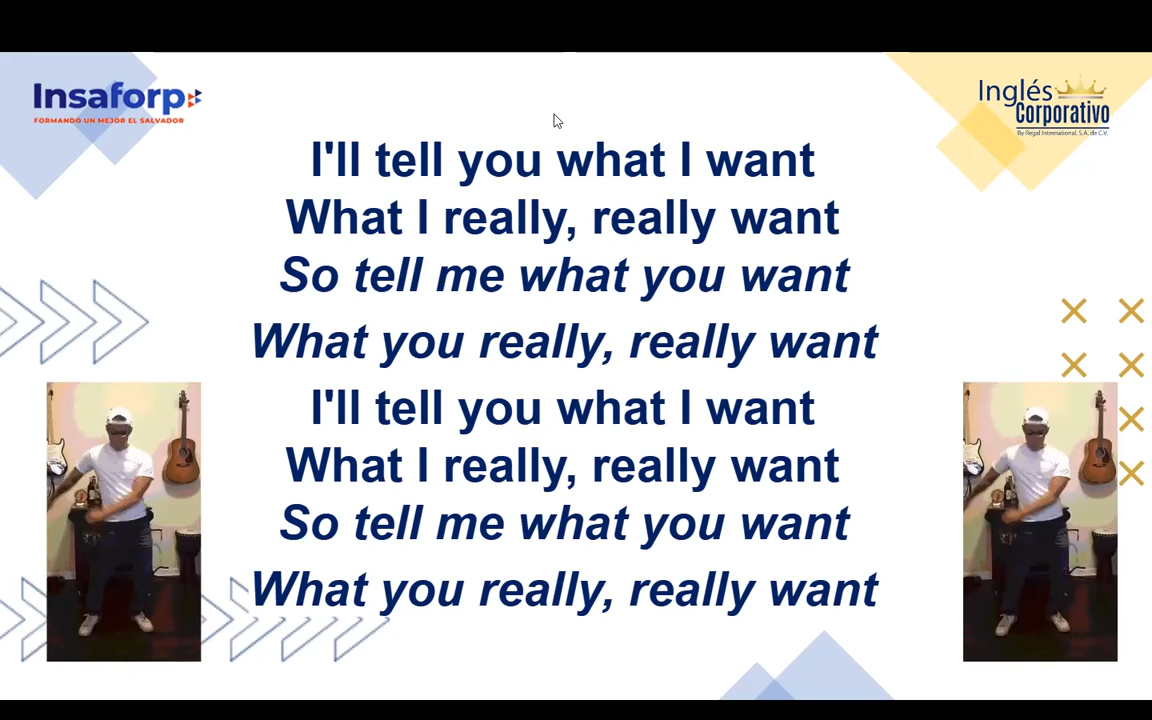 Insaforp
FORMANDO UN MEJOR EL SALVADOR
Inglés
Corporativo
By Regal International, S.A. de C.V.
I'll tell you what I want
What I really, really want
So tell me what you want
What you really, really want
I'll tell you what I want
What I really, really want
So tell me what you want
What you really, really want